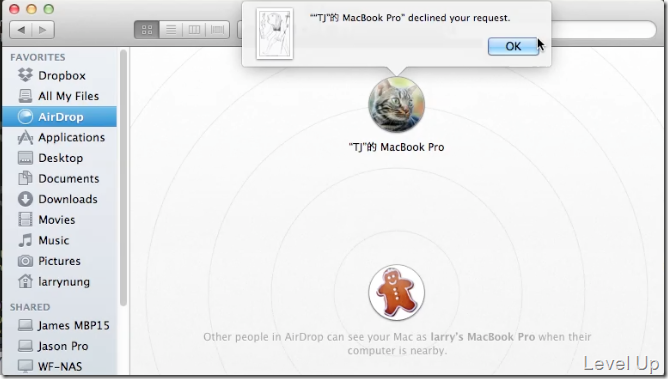 ““TJ”的 MacBook Pro” declined your request.
OK
FAVORITES
Dropbox
All My Files
AirDrop
Applications
Desktop
Documents
Downloads
Movies
Music
Pictures
larrynung
SHARED
James MBP15
Jason Pro
WF-NAS
“TJ”的 MacBook Pro
Other people in AirDrop can see your Mac as larry's MacBook Pro when their
computer is nearby.
Level Up